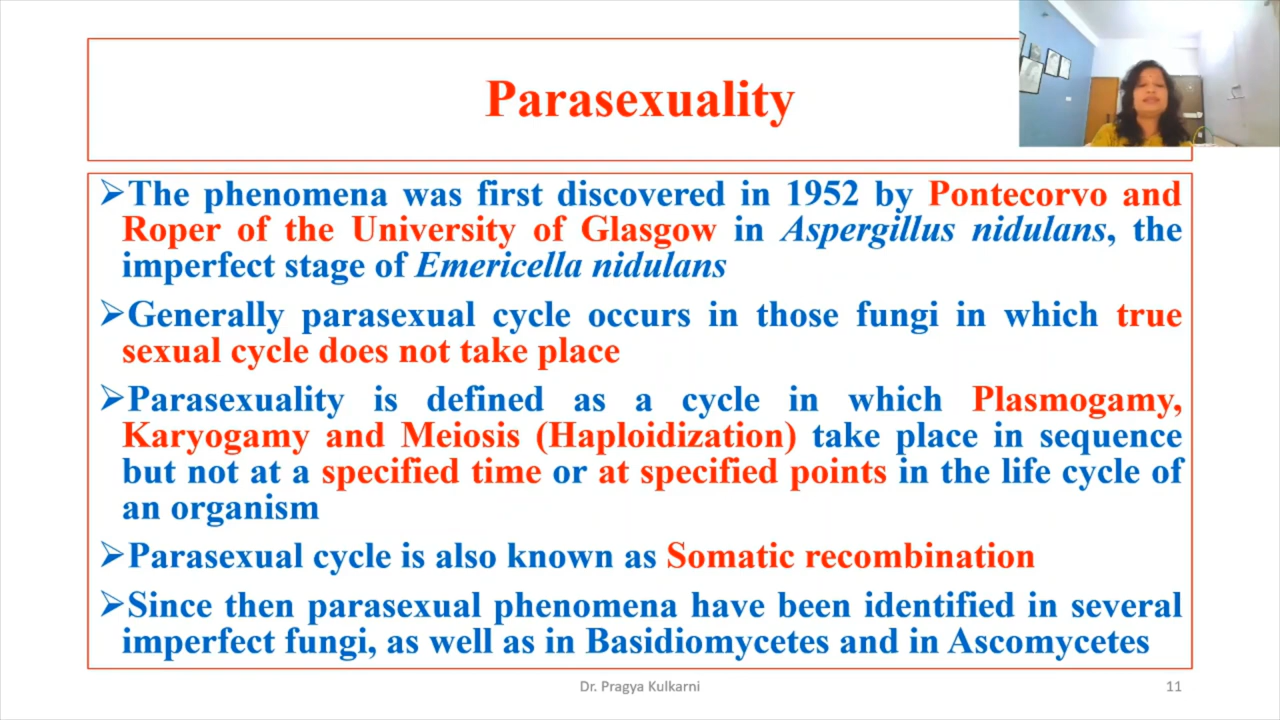 Parasexuality
➢The phenomena was first discovered in 1952 by Pontecorvo and
Roper of the University of Glasgow in Aspergillus nidulans, the
imperfect stage of Emericella nidulans
➢Generally parasexual cycle occurs in those fungi in which true
sexual cycle does not take place
➢Parasexuality is defined as a cycle in which Plasmogamy,
Karyogamy and Meiosis (Haploidization) take place in sequence
but not at a specified time or at specified points in the life cycle of
an organism
➢Parasexual cycle is also known as Somatic recombination
➢Since then parasexual phenomena have been identified in several
imperfect fungi, as well as in Basidiomycetes and in Ascomycetes
Dr. Pragya Kulkarni
11